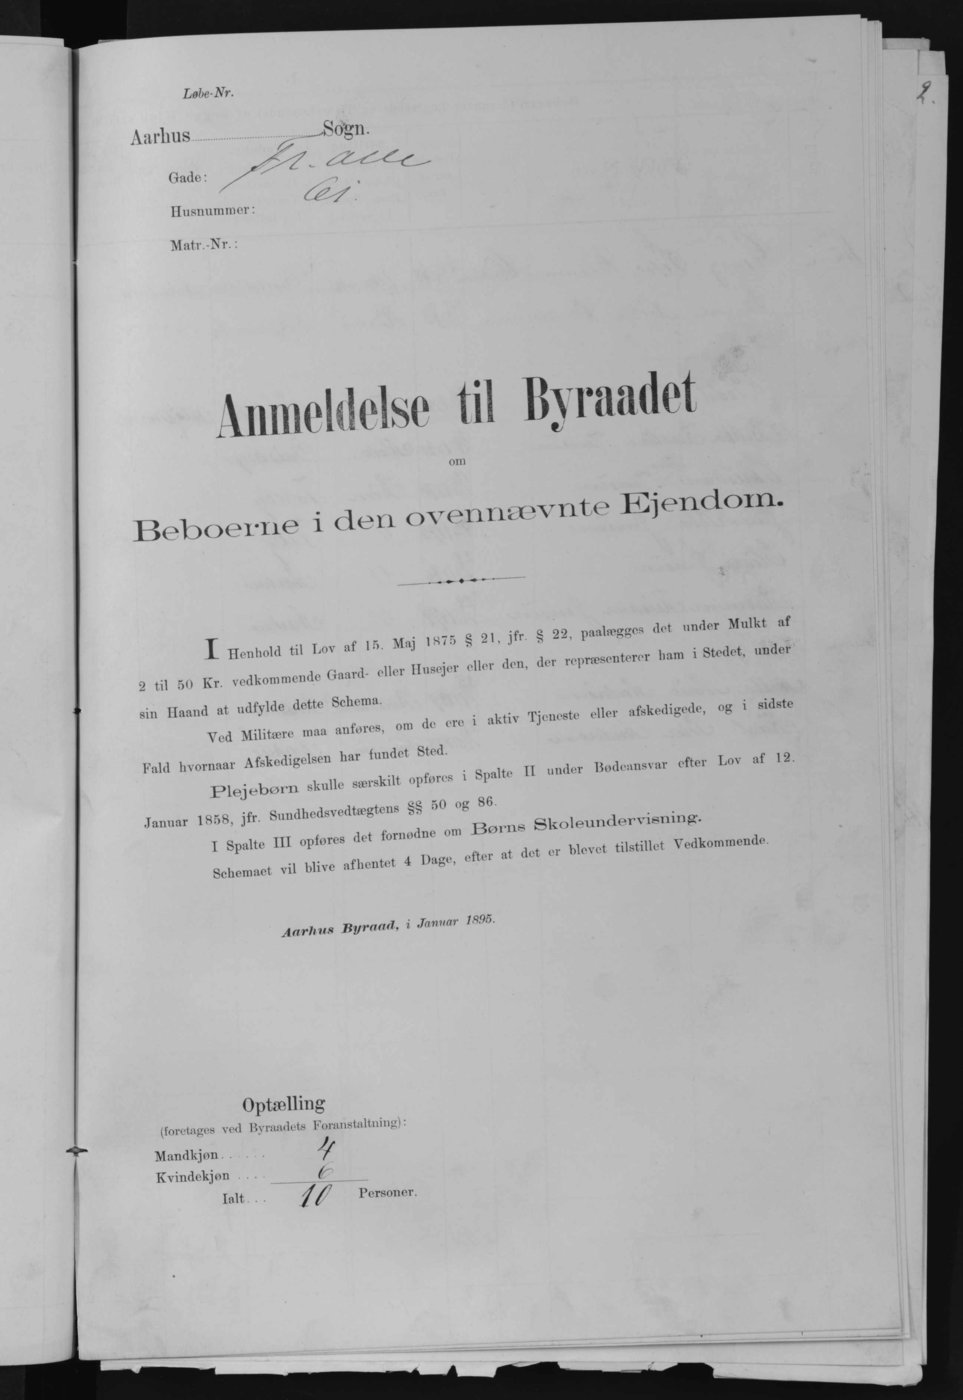 Løbe-Nr.
2.
Aarhus Sogn.
Gade: Fr. Alle
Husnummer: 61.
Matr.-Nr.:
Anmeldelse til Byraadet
om
Beboerne i den ovennævnte Ejendom.
I Henhold til Lov af 15. Maj 1875 § 21, jfr. § 22, paalægges det under Mulkt af
2 til 50 Kr. vedkommende Gaard- eller Husejer eller den, der repræsenterer ham i Stedet, under
sin Haand at udfylde dette Schema.
Ved Militære maa anføres, om de ere i aktiv Tjeneste eller afskedigede, og i sidste
Fald hvornaar Afskedigelsen har fundet Sted.
Plejebørn skulle særskilt opføres i Spalte II under Bødeansvar efter Lov af 12.
Januar 1858, jfr. Sundhedsvedtægtens §§ 50 og 86.
I Spalte III opføres det fornødne om Børns Skoleundervisning.
Schemaet vil blive afhentet 4 Dage, efter at det er blevet tilstillet Vedkommende.
Aarhus Byraad, i Januar 1895.
Optælling
(foretages ved Byraadets Foranstaltning):
Mandkjøn...... 4
Kvindekjøn .... 6
Ialt... 10 Personer.